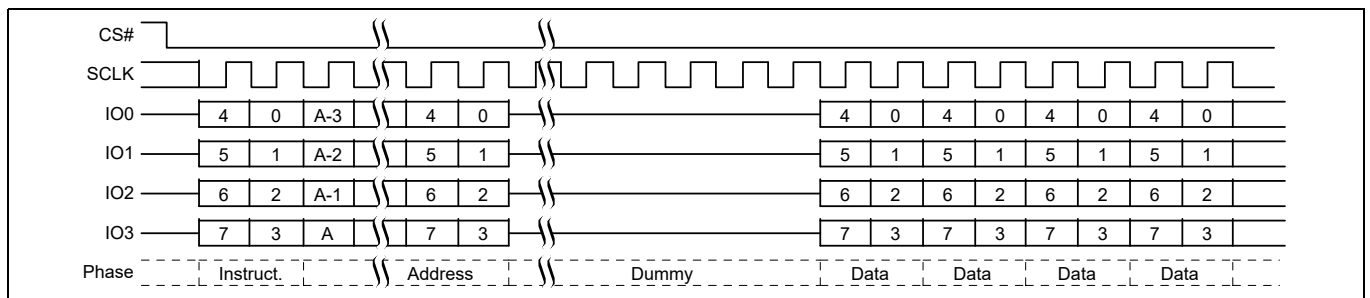 CS#
SCLK
IO0 4 0 A-3 4 0 4 0 4 0 4 0 4 0
IO1 5 1 A-2 5 1 5 1 5 1 5 1 5 1
IO2 6 2 A-1 6 2 6 2 6 2 6 2 6 2
IO3 7 3 A 7 3 7 3 7 3 7 3 7 3
Phase Instruct. Address Dummy Data Data Data Data